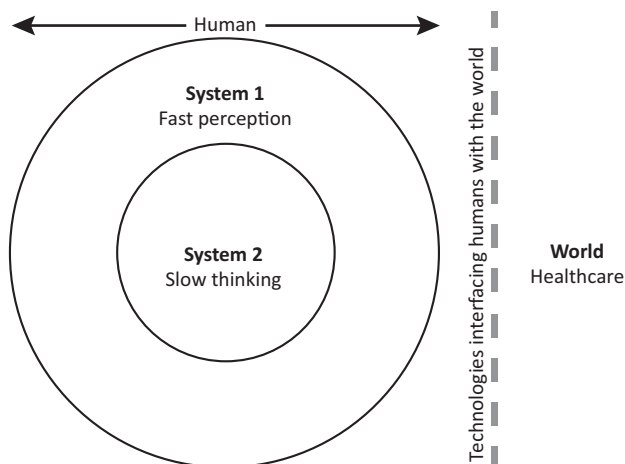 Human
System 1
Fast perception
System 2
Slow thinking
Technologies interfacing humans with the world
World
Healthcare